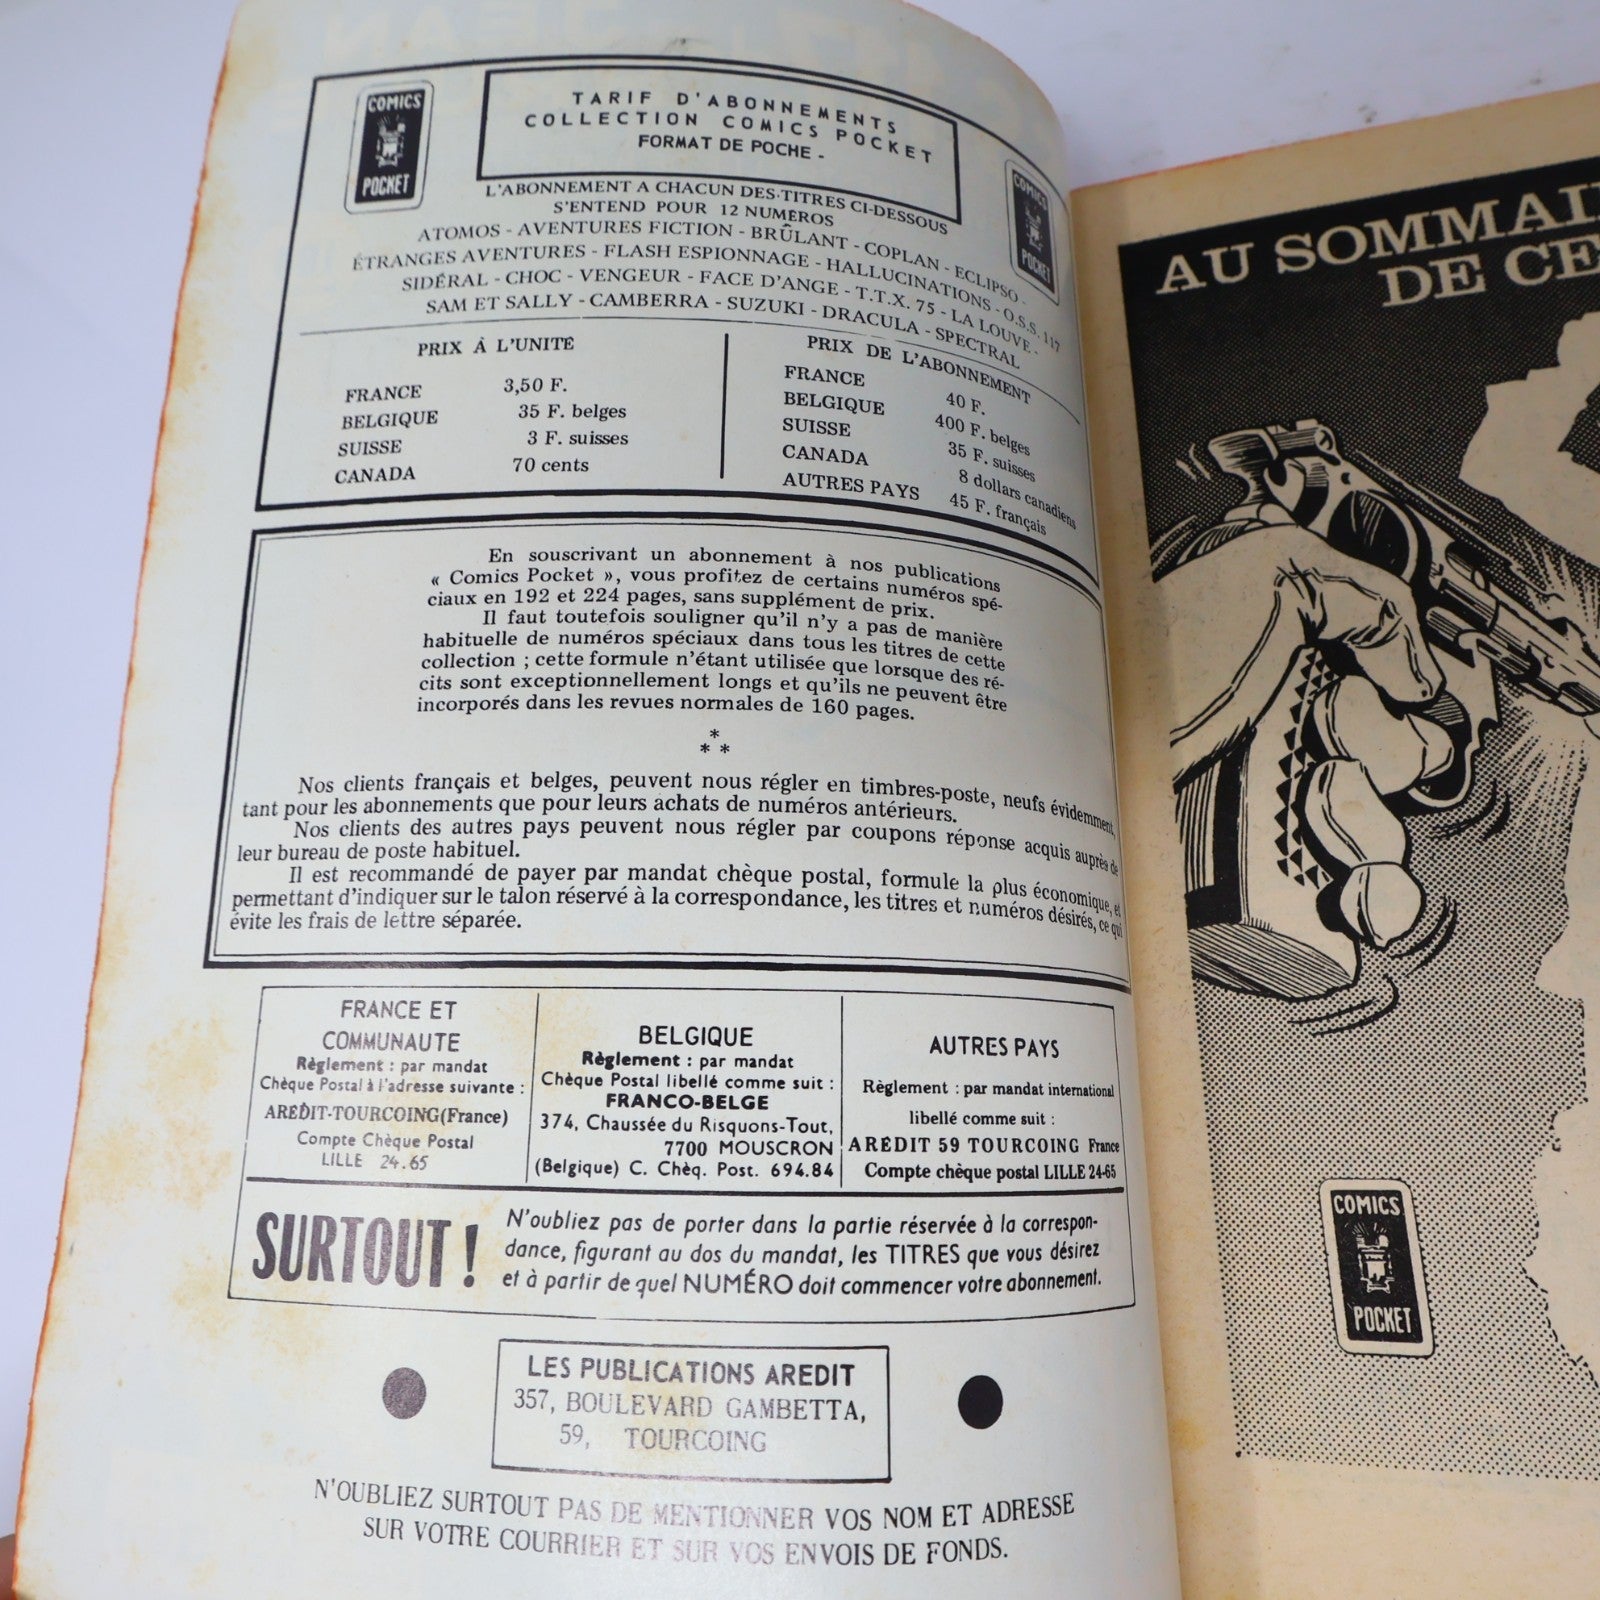 COMICS
POCKET
TARIF D'ABONNEMENTS
COLLECTION COMICS POCKET
FORMAT DE POCHE -
COMICS
POCKET
L'ABONNEMENT A CHACUN DES TITRES CI-DESSOUS
S'ENTEND POUR 12 NUMÉROS
ATOMOS - AVENTURES FICTION - BRÛLANT - COPLAN - ECLIPSO -
ÉTRANGES AVENTURES - FLASH ESPIONNAGE - HALLUCINATIONS - O.S.S. 117
SIDÉRAL - CHOC - VENGEUR - FACE D'ANGE - T.T.X. 75 - LA LOUVE -
SAM ET SALLY - CAMBERRA - SUZUKI - DRACULA - SPECTRAL
PRIX À L'UNITÉ
FRANCE 3,50 F.
BELGIQUE 35 F. belges
SUISSE 3 F. suisses
CANADA 70 cents
PRIX DE L'ABONNEMENT
FRANCE 40 F.
BELGIQUE 400 F. belges
SUISSE 35 F. suisses
CANADA 8 dollars canadiens
AUTRES PAYS 45 F. français
En souscrivant un abonnement à nos publications
« Comics Pocket », vous profitez de certains numéros spé-
ciaux en 192 et 224 pages, sans supplément de prix.
Il faut toutefois souligner qu'il n'y a pas de manière
habituelle de numéros spéciaux dans tous les titres de cette
collection ; cette formule n'étant utilisée que lorsque des ré-
cits sont exceptionnellement longs et qu'ils ne peuvent être
incorporés dans les revues normales de 160 pages.
*
* *
Nos clients français et belges, peuvent nous régler en timbres-poste, neufs évidemment,
tant pour les abonnements que pour leurs achats de numéros antérieurs.
Nos clients des autres pays peuvent nous régler par coupons réponse acquis auprès de
leur bureau de poste habituel.
Il est recommandé de payer par mandat chèque postal, formule la plus économique, et
permettant d'indiquer sur le talon réservé à la correspondance, les titres et numéros désirés, ce qui
évite les frais de lettre séparée.
FRANCE ET
COMMUNAUTE
Règlement : par mandat
Chèque Postal à l'adresse suivante :
AREDIT-TOURCOING (France)
Compte Chèque Postal
LILLE 24.65
BELGIQUE
Règlement : par mandat
Chèque Postal libellé comme suit :
FRANCO-BELGE
374, Chaussée du Risquons-Tout,
7700 MOUSCRON
(Belgique) C. Chèq. Post. 694.84
AUTRES PAYS
Règlement : par mandat international
libellé comme suit :
ARÉDIT 59 TOURCOING France
Compte chèque postal LILLE 24-65
SURTOUT !
N'oubliez pas de porter dans la partie réservée à la correspon-
dance, figurant au dos du mandat, les TITRES que vous désirez
et à partir de quel NUMÉRO doit commencer votre abonnement.
LES PUBLICATIONS AREDIT
357, BOULEVARD GAMBETTA,
59, TOURCOING
N'OUBLIEZ SURTOUT PAS DE MENTIONNER VOS NOM ET ADRESSE
SUR VOTRE COURRIER ET SUR VOS ENVOIS DE FONDS.
AU SOMMAI
DE CE
COMICS
POCKET